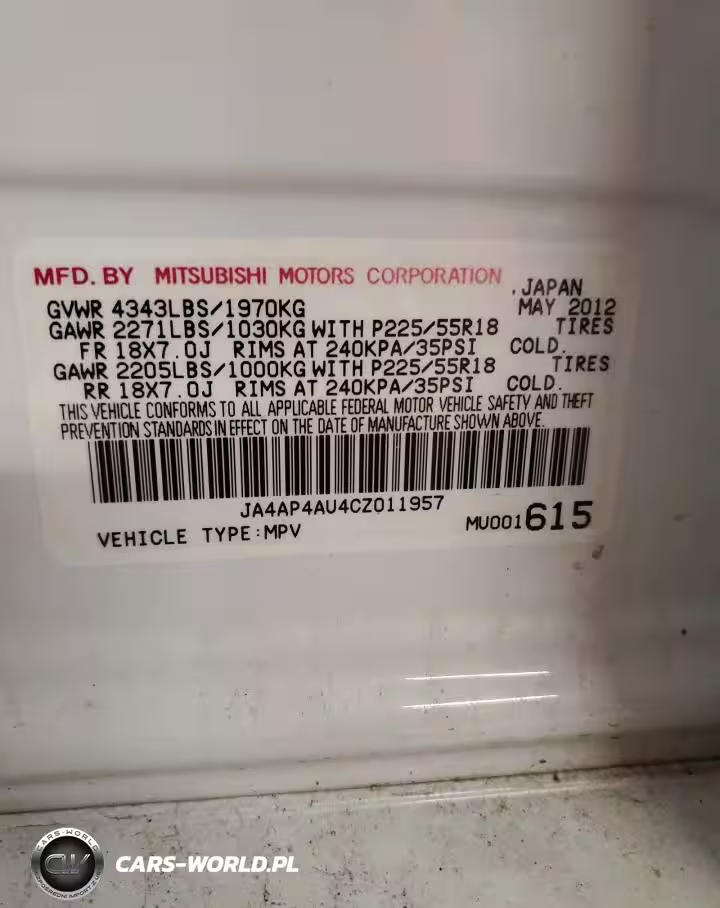 MFD. BY MITSUBISHI MOTORS CORPORATION , JAPAN
GVWR 4343LBS/1970KG MAY 2012
GAWR 2271LBS/1030KG WITH P225/55R18 TIRES
FR 18X7.0J RIMS AT 240KPA/35PSI COLD.
GAWR 2205LBS/1000KG WITH P225/55R18 TIRES
RR 18X7.0J RIMS AT 240KPA/35PSI COLD.
THIS VEHICLE CONFORMS TO ALL APPLICABLE FEDERAL MOTOR VEHICLE SAFETY AND THEFT
PREVENTION STANDARDS IN EFFECT ON THE DATE OF MANUFACTURE SHOWN ABOVE.
JA4AP4AU4CZ011957
VEHICLE TYPE:MPV MU001615
CARS-WORLD
CARS-WORLD.PL